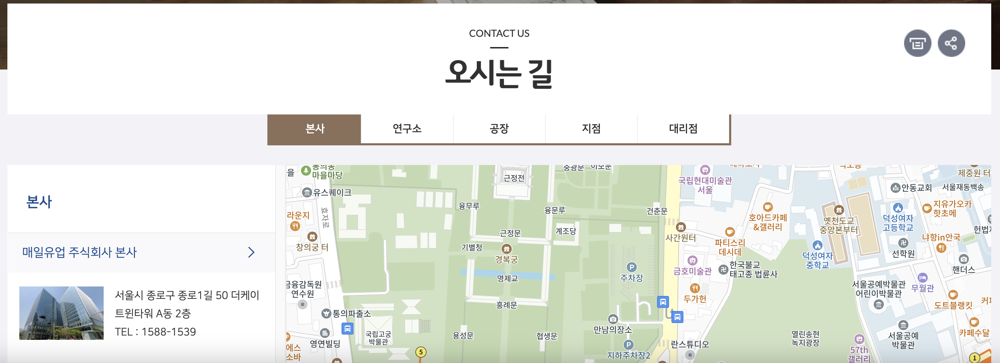 CONTACT US
오시는 길
본사
연구소
공장
지점
대리점
본사
매일유업 주식회사 본사
서울시 종로구 종로1길 50 더케이
트윈타워 A동 2층
TEL : 1588-1539
마을마당
유스퀘이크
라운지
효자로
창의궁 터
금융감독원
연수원
통의파출소
영연빌딩
에스
소바
국립고궁
박물관
5
근정전
융무루
융문루
근정문
계조당
기별청
경복궁
영제교
흥례문
용성문
협생문
건춘문
주차장
만남의장소
지하주차장2
국립현대미술관
서울
사간원터
파티스리
데시데
호아드카페
&갤러리
금호미술관
한국불교
태고종 법륜사
두가헌
란스튜디오
옛천도교
중앙본부터
덕성여자
중학교
덕성여자
고등학교
안동교회
서울재동백송
제중원 터
지유가오카
핫초메
냐항in안국
선학원
핸더스
서울공예박물관
어린이박물관
무월관
도트블랭킷
카페수달
서울공예
박물관
열린송현
녹지광장
57th
갤러리
1